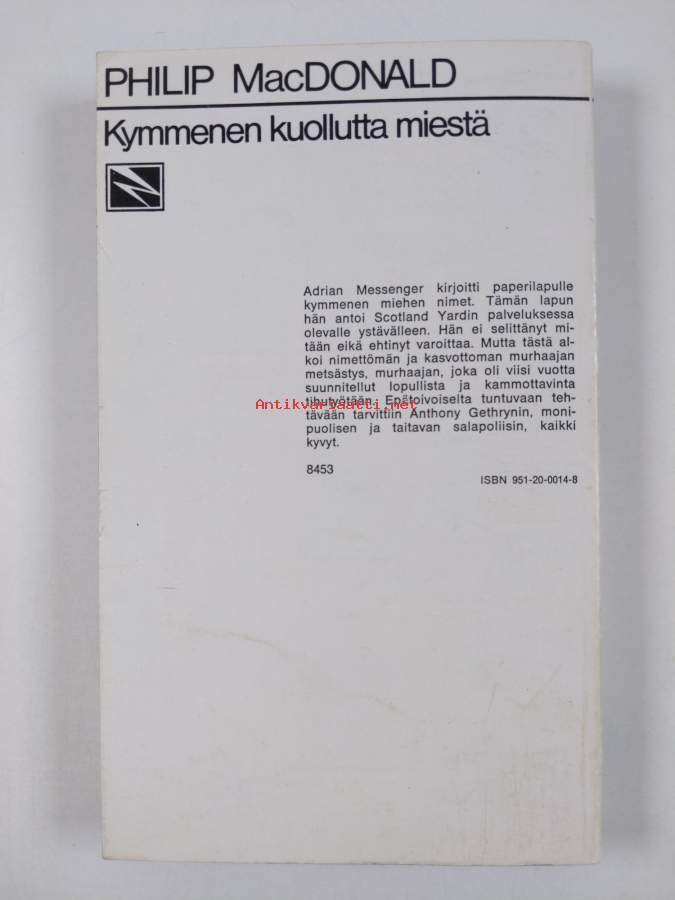 PHILIP MacDONALD
Kymmenen kuollutta miestä
Adrian Messenger kirjoitti paperilapulle
kymmenen miehen nimet. Tämän lapun
hän antoi Scotland Yardin palveluksessa
olevalle ystävälleen. Hän ei selittänyt mi-
tään eikä ehtinyt varoittaa. Mutta tästä al-
koi nimettömän ja kasvottoman murhaajan
metsästys, murhaajan, joka oli viisi vuotta
suunnitellut lopullista ja kammottavinta
tihutyötään. Epätoivoiselta tuntuvaan teh-
Antikvariaatti.net
tävään tarvittiin Anthony Gethrynin, moni-
puolisen ja taitavan salapoliisin, kaikki
kyvyt.
8453
ISBN 951-20-0014-8